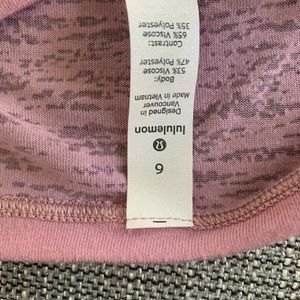 6
lululemon
Designed in
Vancouver
Made in Vietnam
Body:
53% Viscose
47% Polyester
Contrast:
65% Viscose
35% Polyester